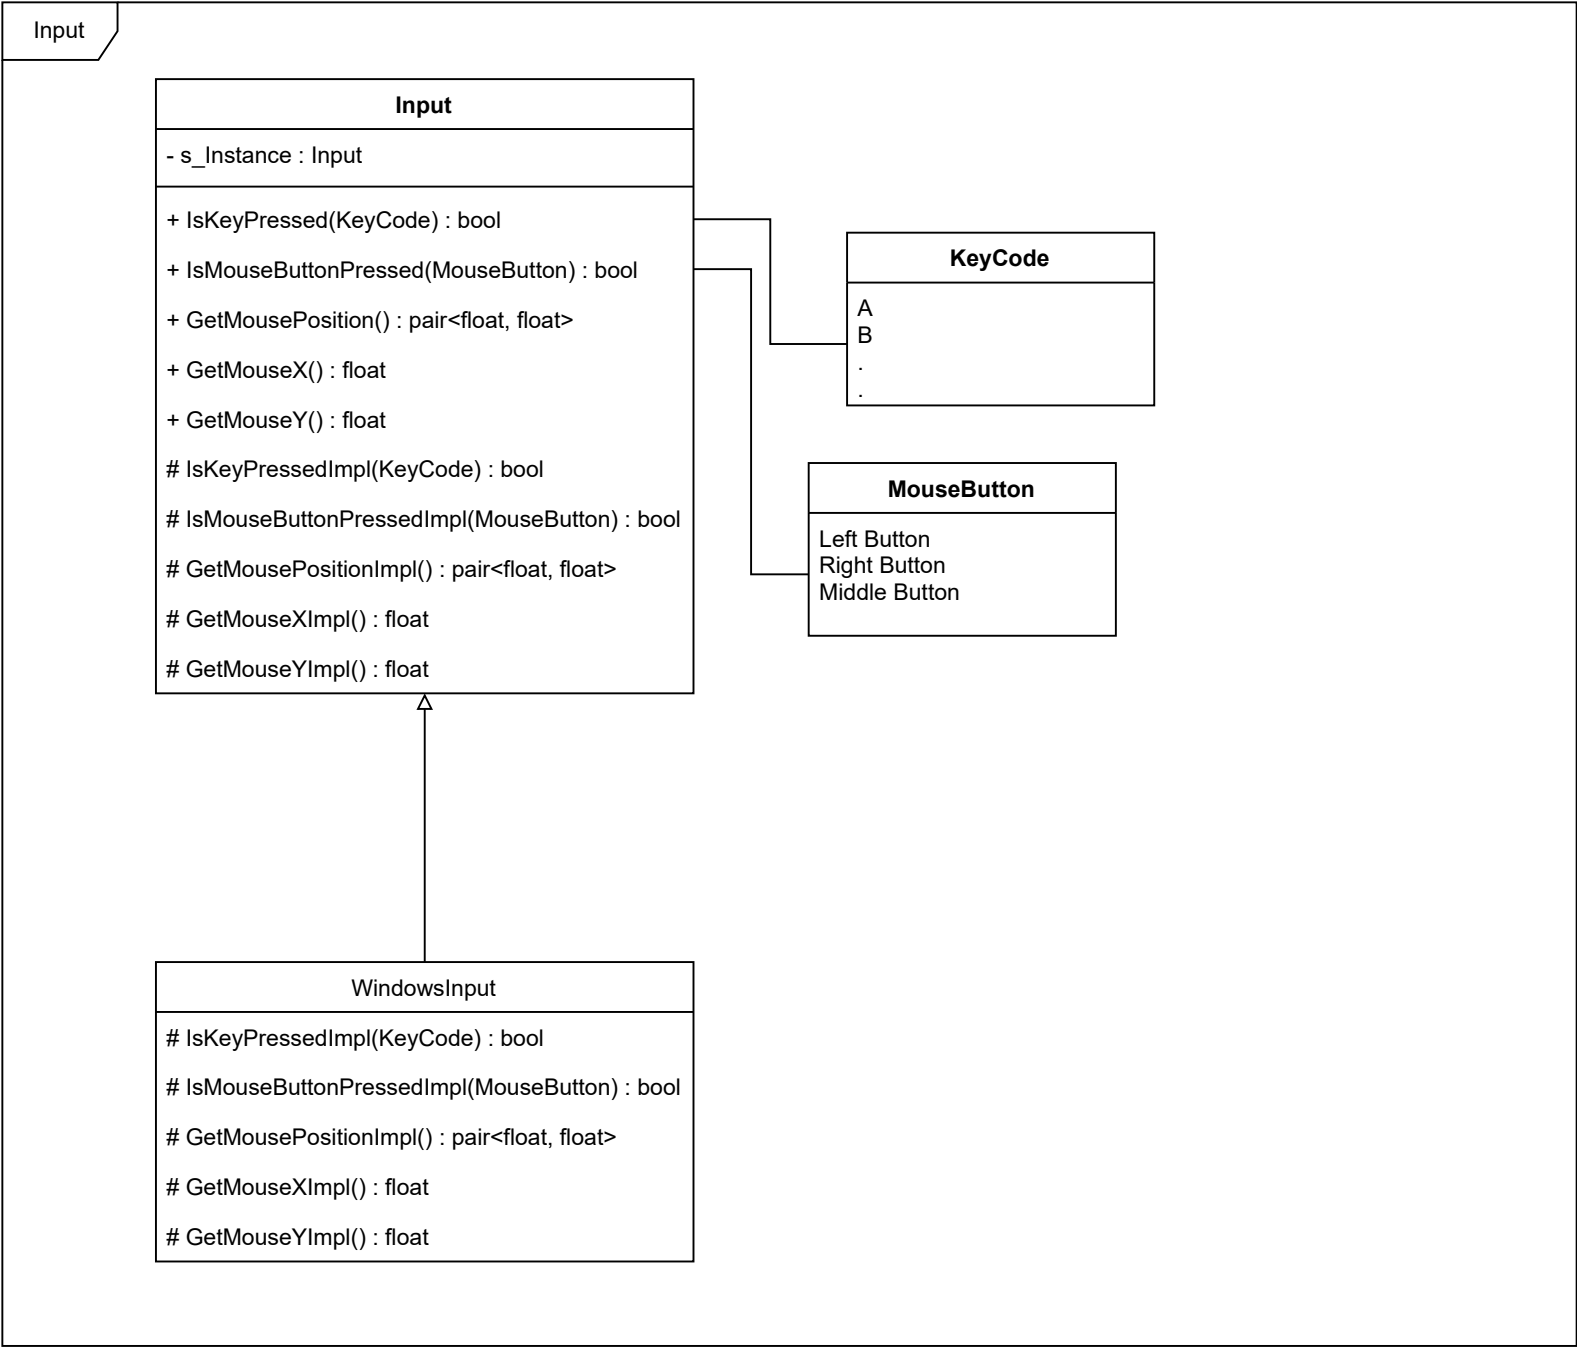 Input
Input
- s_Instance : Input
+ IsKeyPressed(KeyCode) : bool
+ IsMouseButtonPressed(MouseButton) : bool
+ GetMousePosition() : pair<float, float>
+ GetMouseX() : float
+ GetMouseY() : float
# IsKeyPressedImpl(KeyCode) : bool
# IsMouseButtonPressedImpl(MouseButton) : bool
# GetMousePositionImpl() : pair<float, float>
# GetMouseXImpl() : float
# GetMouseYImpl() : float
KeyCode
A
B
.
.
MouseButton
Left Button
Right Button
Middle Button
WindowsInput
# IsKeyPressedImpl(KeyCode) : bool
# IsMouseButtonPressedImpl(MouseButton) : bool
# GetMousePositionImpl() : pair<float, float>
# GetMouseXImpl() : float
# GetMouseYImpl() : float